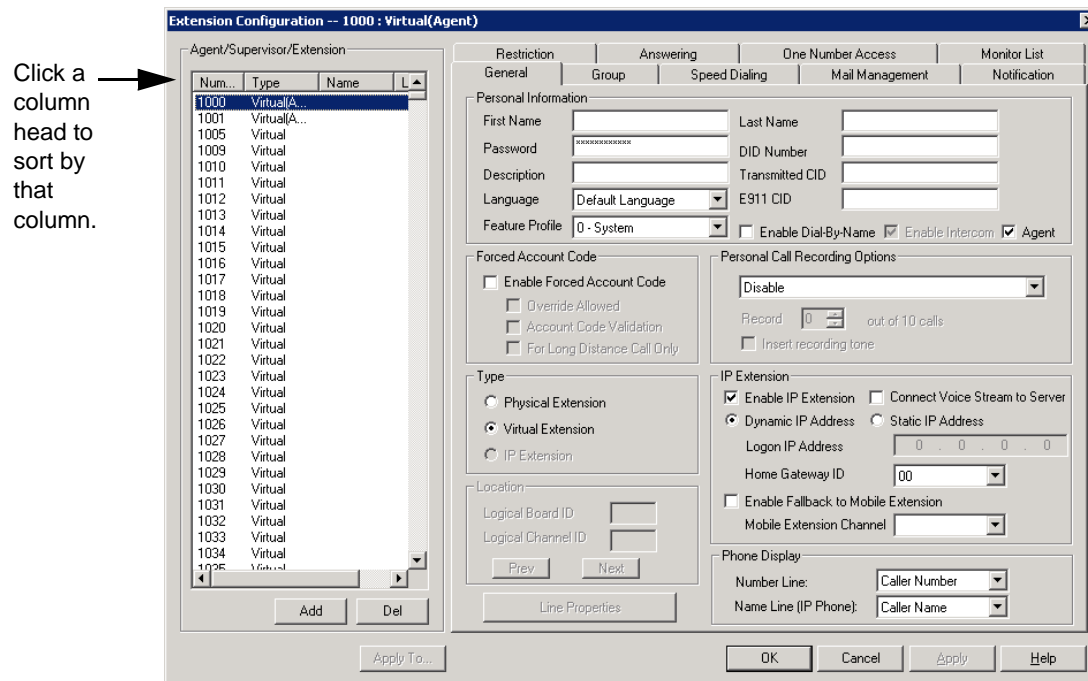 Extension Configuration -- 1000 : Virtual(Agent)
Click a
column
head to
sort by
that
column.
Agent/Supervisor/Extension
Num... Type Name L
1000 Virtual(A...
1001 Virtual(A...
1005 Virtual
1009 Virtual
1010 Virtual
1011 Virtual
1012 Virtual
1013 Virtual
1014 Virtual
1015 Virtual
1016 Virtual
1017 Virtual
1018 Virtual
1019 Virtual
1020 Virtual
1021 Virtual
1022 Virtual
1023 Virtual
1024 Virtual
1025 Virtual
1026 Virtual
1027 Virtual
1028 Virtual
1029 Virtual
1030 Virtual
1031 Virtual
1032 Virtual
1033 Virtual
1034 Virtual
1035 Virtual
Add Del
Apply To...
Restriction Answering One Number Access Monitor List
General Group Speed Dialing Mail Management Notification
Personal Information
First Name Last Name
Password ************ DID Number
Description Transmitted CID
Language Default Language E911 CID
Feature Profile 0 - System Enable Dial-By-Name Enable Intercom Agent
Forced Account Code
Enable Forced Account Code
Override Allowed
Account Code Validation
For Long Distance Call Only
Personal Call Recording Options
Disable
Record 0 out of 10 calls
Insert recording tone
Type
Physical Extension
Virtual Extension
IP Extension
IP Extension
Enable IP Extension Connect Voice Stream to Server
Dynamic IP Address Static IP Address
Logon IP Address 0 . 0 . 0 . 0
Home Gateway ID 00
Enable Fallback to Mobile Extension
Mobile Extension Channel
Location
Logical Board ID
Logical Channel ID
Prev Next
Line Properties
Phone Display
Number Line: Caller Number
Name Line (IP Phone): Caller Name
OK Cancel Apply Help